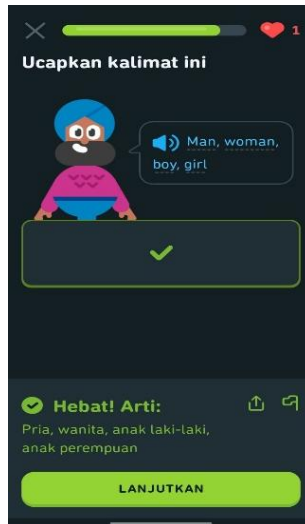 1
Ucapkan kalimat ini
Man, woman,
boy, girl
Hebat! Arti:
Pria, wanita, anak laki-laki,
anak perempuan
LANJUTKAN